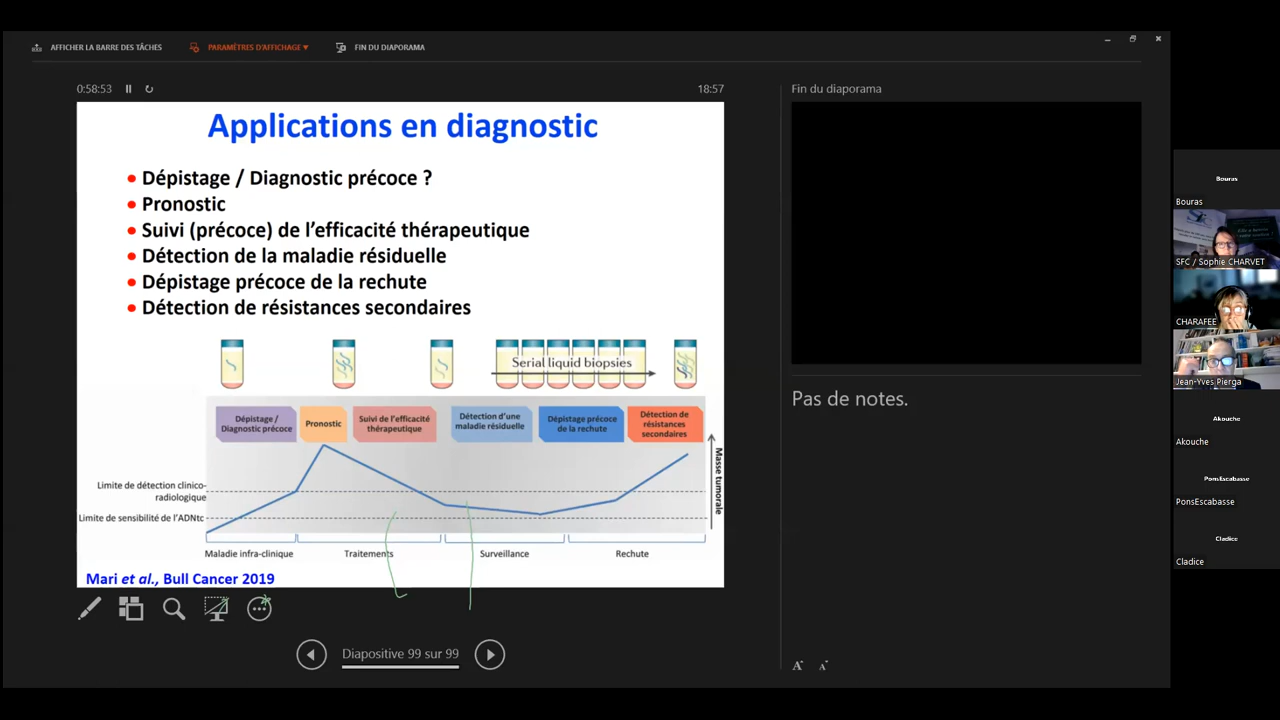 AFFICHER LA BARRE DES TÂCHES
PARAMÈTRES D'AFFICHAGE ▼
FIN DU DIAPORAMA
0:58:53
18:57
Applications en diagnostic
• Dépistage / Diagnostic précoce ?
• Pronostic
• Suivi (précoce) de l'efficacité thérapeutique
• Détection de la maladie résiduelle
• Dépistage précoce de la rechute
• Détection de résistances secondaires
Serial liquid biopsies
Dépistage /
Diagnostic précoce
Pronostic
Suivi de l'efficacité
thérapeutique
Détection d'une
maladie résiduelle
Dépistage précoce
de la rechute
Détection de
résistances
secondaires
Masse tumorale
Limite de détection clinico-
radiologique
Limite de sensibilité de l'ADNtc
Maladie infra-clinique
Traitements
Surveillance
Rechute
Mari et al., Bull Cancer 2019
Diapositive 99 sur 99
Fin du diaporama
Pas de notes.
A A
Bouras
Bouras
SFC / Sophie CHARVET
CHARAFEE
Jean-Yves Pierga
Akouche
Akouche
PonsEscabasse
PonsEscabasse
Cladice
Cladice